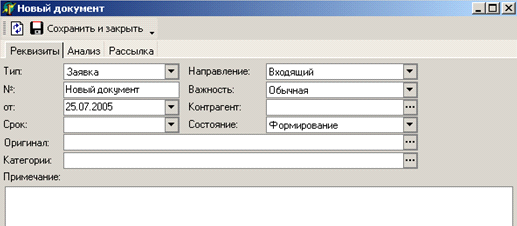 Новый документ
Сохранить и закрыть
Реквизиты Анализ Рассылка
Тип: Заявка Направление: Входящий
№: Новый документ Важность: Обычная
от: 25.07.2005 Контрагент:
Срок: Состояние: Формирование
Оригинал:
Категории:
Примечание: